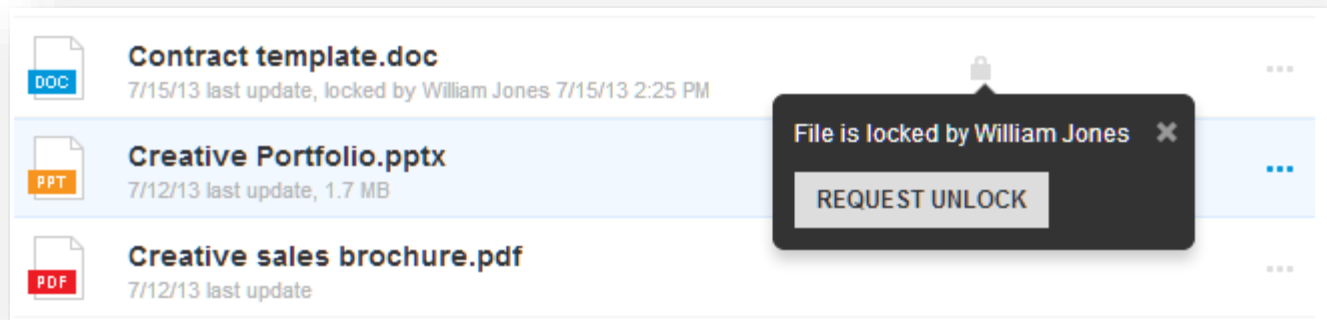 DOC
Contract template.doc
7/15/13 last update, locked by William Jones 7/15/13 2:25 PM
File is locked by William Jones
REQUEST UNLOCK
PPT
Creative Portfolio.pptx
7/12/13 last update, 1.7 MB
PDF
Creative sales brochure.pdf
7/12/13 last update